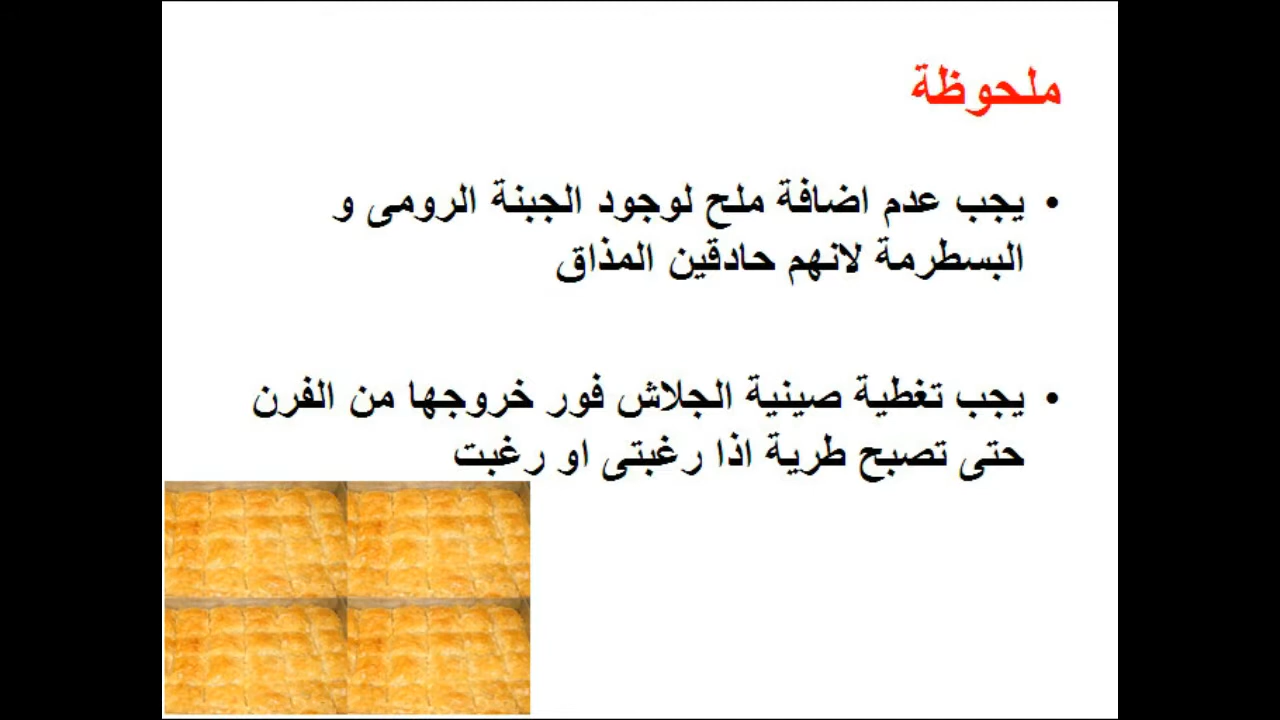 ملحوظة
• يجب عدم اضافة ملح لوجود الجبنة الرومى و
البسطرمة لانهم حادقين المذاق
• يجب تغطية صينية الجلاش فور خروجها من الفرن
حتى تصبح طرية اذا رغبتى او رغبت